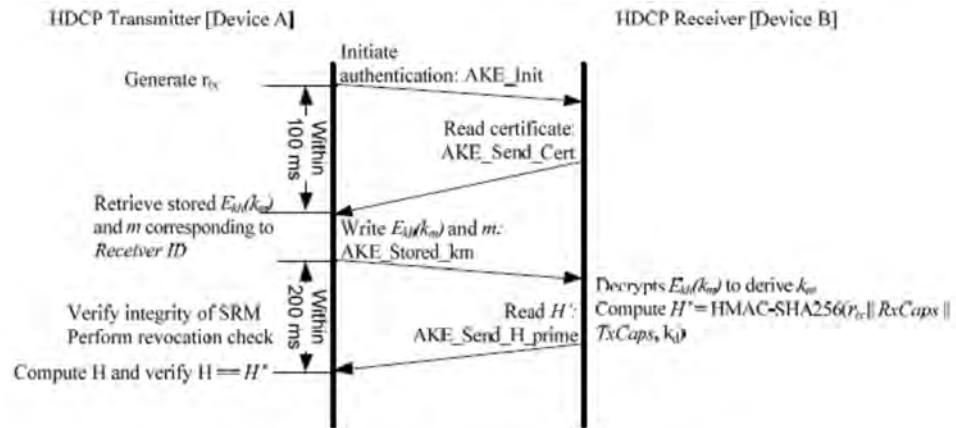 HDCP Transmitter [Device A]
HDCP Receiver [Device B]
Initiate
authentication: AKE_Init
Generate rtx
Within
100 ms
Read certificate:
AKE_Send_Cert
Retrieve stored Ekh(km)
and m corresponding to
Receiver ID
Write Ekh(km) and m:
AKE_Stored_km
Within
200 ms
Decrypts Ekh(km) to derive km
Compute H' = HMAC-SHA256(rtx || RxCaps ||
TxCaps, kd)
Verify integrity of SRM
Perform revocation check
Read H':
AKE_Send_H_prime
Compute H and verify H == H'